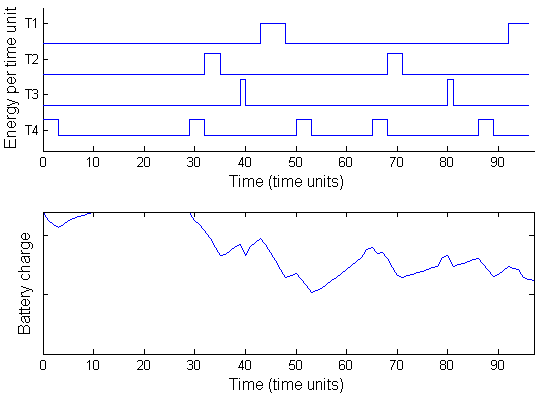 Energy per time unit
T1
T2
T3
T4
0 10 20 30 40 50 60 70 80 90
Time (time units)
Battery charge
0 10 20 30 40 50 60 70 80 90
Time (time units)